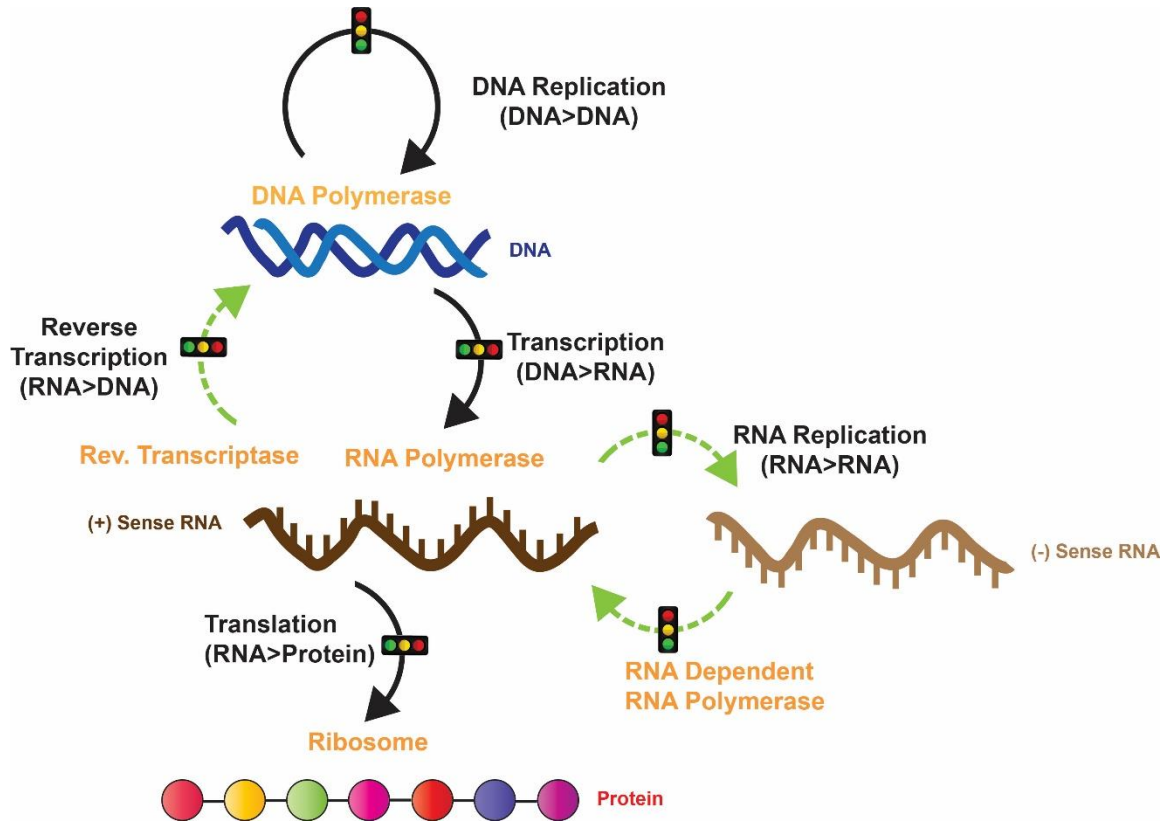 DNA Replication
(DNA>DNA)
DNA Polymerase
DNA
Reverse
Transcription
(RNA>DNA)
Transcription
(DNA>RNA)
Rev. Transcriptase
RNA Polymerase
RNA Replication
(RNA>RNA)
(+) Sense RNA
(-) Sense RNA
Translation
(RNA>Protein)
RNA Dependent
RNA Polymerase
Ribosome
Protein